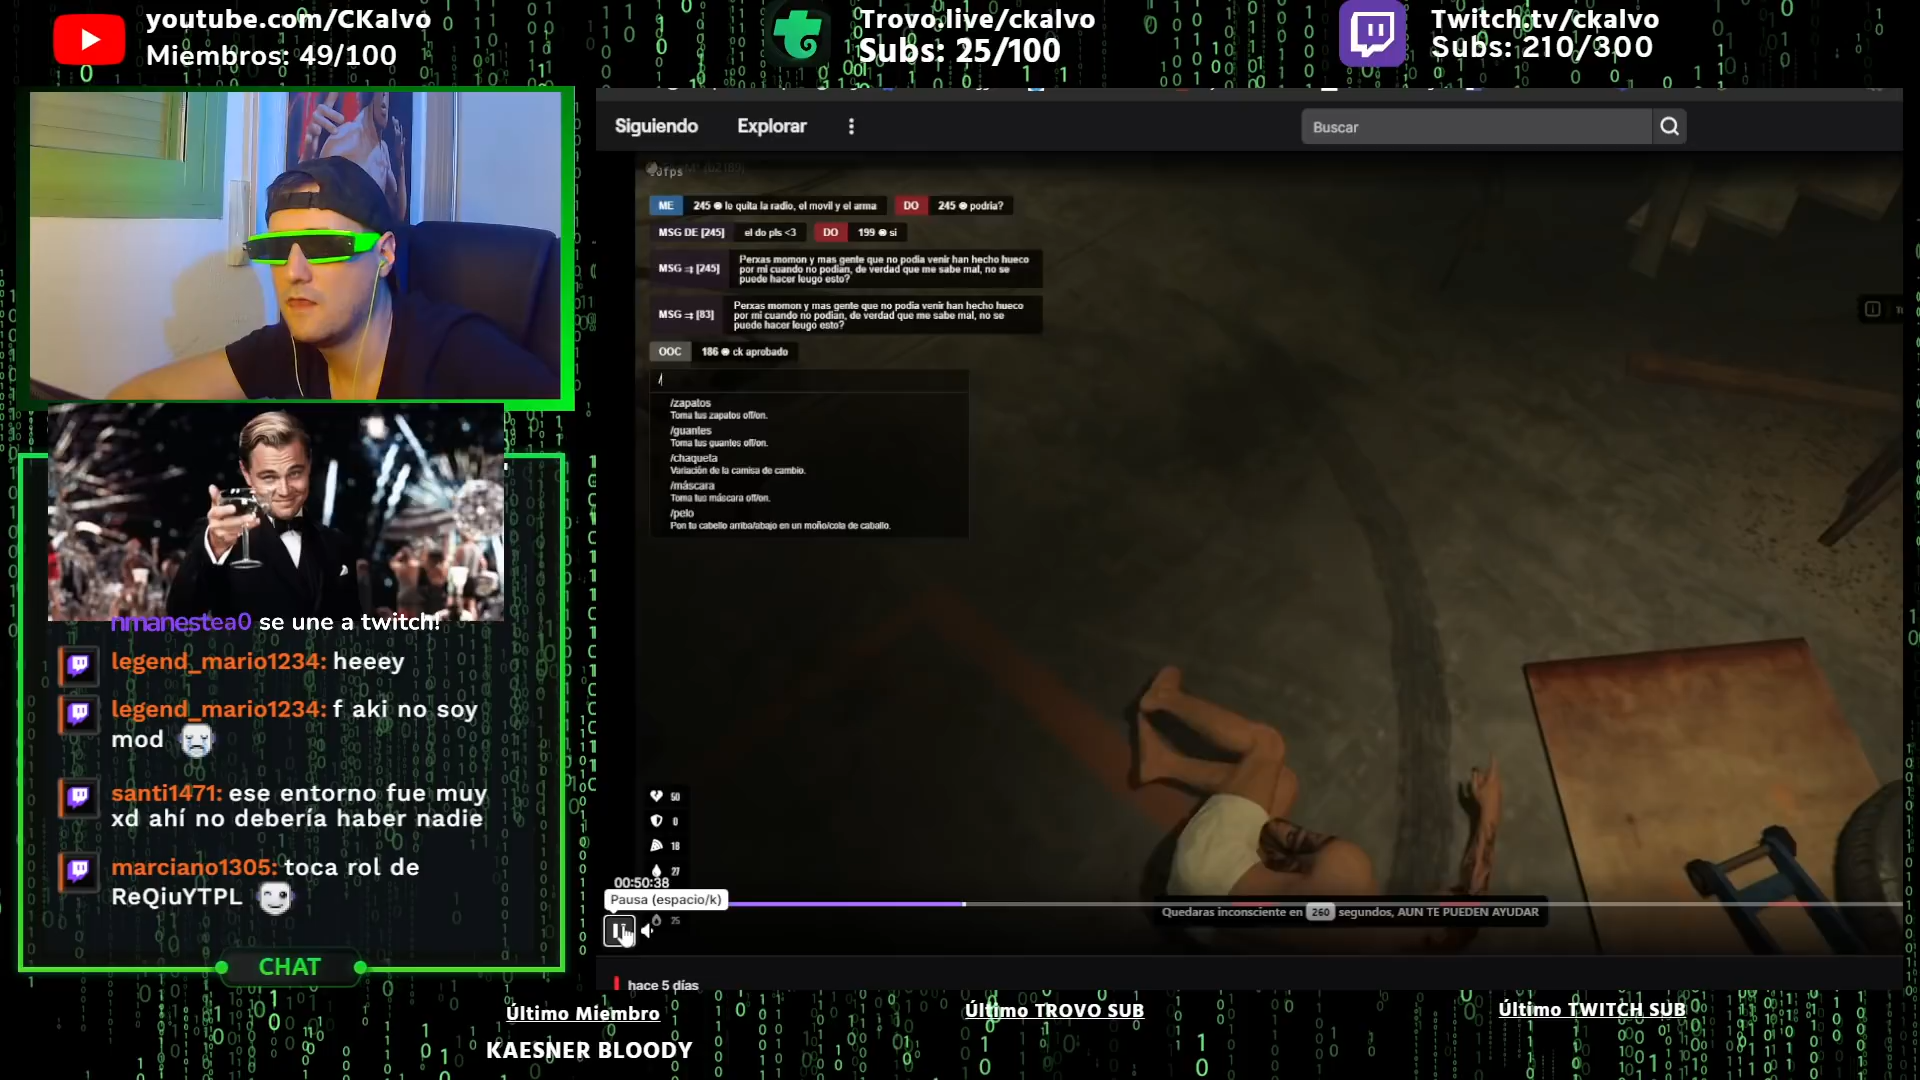 youtube.com/CKalvo
Miembros: 49/100
Trovo.live/ckalvo
Subs: 25/100
Twitch.tv/ckalvo
Subs: 210/300
Siguiendo Explorar
Buscar
ME 245 le quita la radio, el movil y el arma DO 245 podria?
MSG DE [245] el do pls <3 DO 199 si
MSG [245] Perxas momon y mas gente que no podia venir han hecho hueco
por mi cuando no podian, de verdad que me sabe mal, no se
puede hacer leugo esto?
MSG [83] Perxas momon y mas gente que no podia venir han hecho hueco
por mi cuando no podian, de verdad que me sabe mal, no se
puede hacer leugo esto?
OOC 186 ck aprobado
/
/zapatos
Toma tus zapatos off/on.
/guantes
Toma tus guantes off/on.
/chaqueta
Variación de la camisa de cambio.
/máscara
Toma tus máscara off/on.
/pelo
Pon tu cabello arriba/abajo en un moño/cola de caballo.
50
0
18
27
25
00:50:38
Pausa (espacio/k)
Quedaras inconsciente en 260 segundos, AUN TE PUEDEN AYUDAR
hace 5 días
nmanestea0 se une a twitch!
legend_mario1234: heeey
legend_mario1234: f aki no soy
mod
santi1471: ese entorno fue muy
xd ahí no debería haber nadie
marciano1305: toca rol de
ReQiuYTPL
CHAT
Último Miembro
KAESNER BLOODY
Último TROVO SUB
Último TWITCH SUB